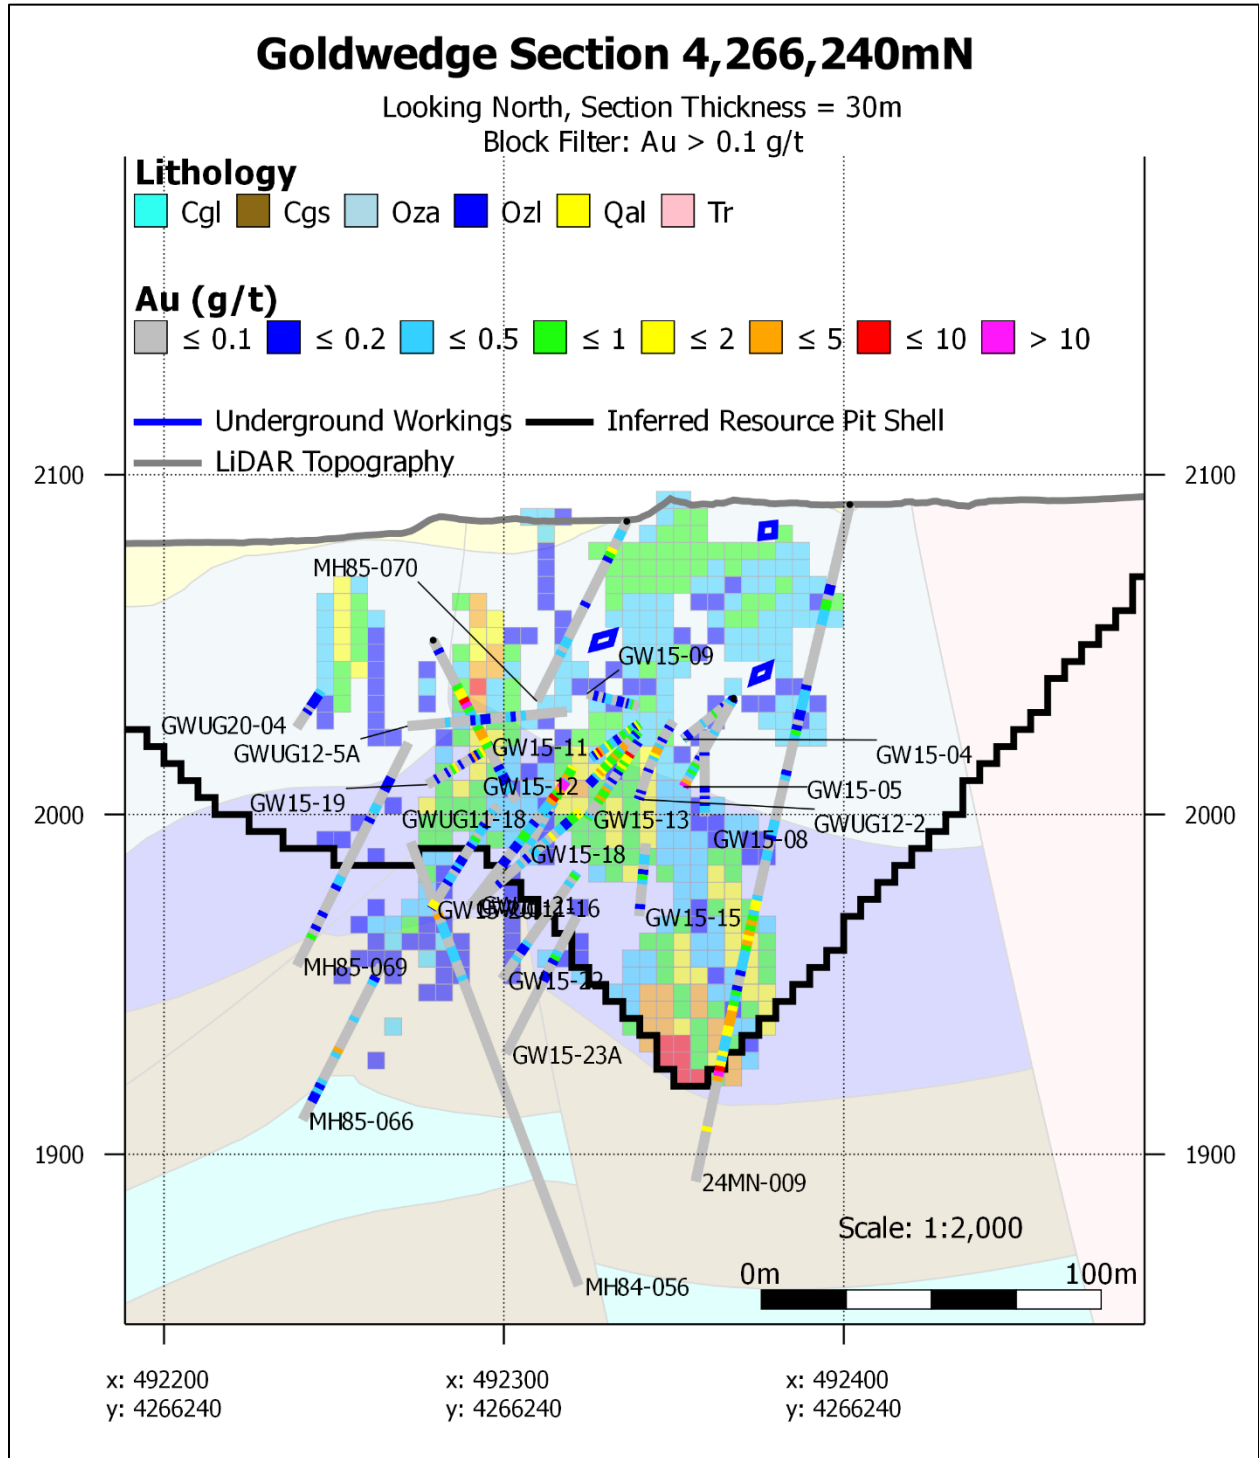 Goldwedge Section 4,266,240mN
Looking North, Section Thickness = 30m
Block Filter: Au > 0.1 g/t
Lithology
Cgl Cgs Oza Ozl Qal Tr
Au (g/t)
≤ 0.1 ≤ 0.2 ≤ 0.5 ≤ 1 ≤ 2 ≤ 5 ≤ 10 > 10
Underground Workings Inferred Resource Pit Shell
LiDAR Topography
2100 2100
MH85-070
GW15-09
GWUG20-04
GWUG12-5A
GW15-11
GW15-04
GW15-12
GW15-05
GW15-19
2000 2000
GWUG11-18
GW15-13
GWUG12-2
GW15-08
GW15-18
GW15-15
MH85-069
GW15-22
GW15-23A
MH85-066
1900 1900
24MN-009
Scale: 1:2,000
0m 100m
MH84-056
x: 492200 x: 492300 x: 492400
y: 4266240 y: 4266240 y: 4266240